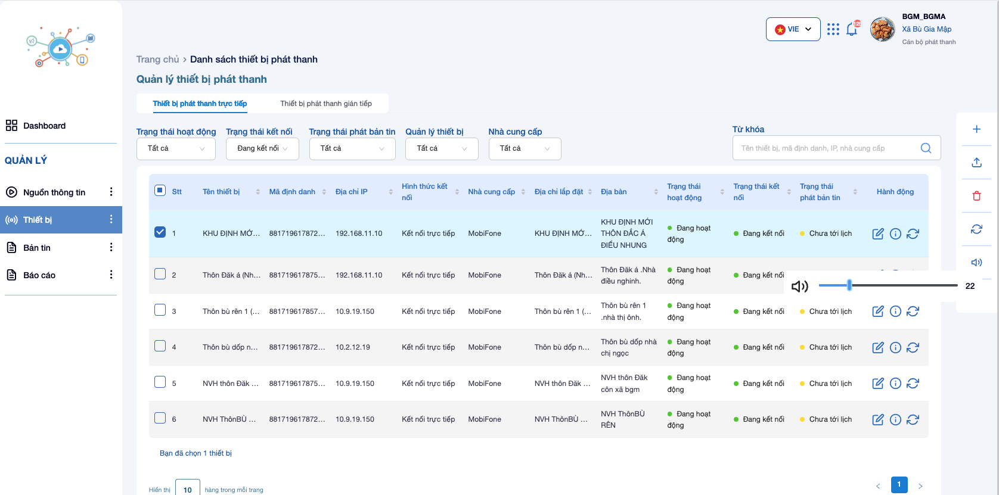 VIE
125
BGM_BGMA
Xã Bù Gia Mập
Cán bộ phát thanh
Trang chủ > Danh sách thiết bị phát thanh
Quản lý thiết bị phát thanh
Thiết bị phát thanh trực tiếp
Thiết bị phát thanh gián tiếp
Dashboard
QUẢN LÝ
Nguồn thông tin
Thiết bị
Bản tin
Báo cáo
Trạng thái hoạt động
Trạng thái kết nối
Trạng thái phát bản tin
Quản lý thiết bị
Nhà cung cấp
Từ khóa
Tất cả
Đang kết nối
Tất cả
Tất cả
Tất cả
Tên thiết bị, mã định danh, IP, nhà cung cấp
Stt
Tên thiết bị
Mã định danh
Địa chỉ IP
Hình thức kết
nối
Nhà cung cấp
Địa chỉ lắp đặt
Địa bàn
Trạng thái
hoạt động
Trạng thái kết
nối
Trạng thái
phát bản tin
Hành động
1
KHU ĐỊNH MỚ...
881719617872...
192.168.11.10
Kết nối trực tiếp
MobiFone
KHU ĐỊNH MỚ...
KHU ĐỊNH MỚI
THÔN ĐẮC Á
ĐIỂU NHUNG
Đang hoạt
động
Đang kết nối
Chưa tới lịch
2
Thôn Đăk á (Nh...
881719617875...
192.168.11.10
Kết nối trực tiếp
MobiFone
Thôn Đăk á (Nh...
Thôn Đăk á .Nhà
điểu nghinh.
Đang hoạt
động
Đang kết nối
22
3
Thôn bù rên 1 (...
881719617857...
10.9.19.150
Kết nối trực tiếp
MobiFone
Thôn bù rên 1 (...
Thôn bù rên 1
.nhà thị ônh.
Đang hoạt
động
Đang kết nối
Chưa tới lịch
4
Thôn bù dốp nh...
881719617872...
10.2.12.19
Kết nối trực tiếp
MobiFone
Thôn bù dốp n...
Thôn bù dốp nhà
chị ngọc
Đang hoạt
động
Đang kết nối
Chưa tới lịch
5
NVH thôn Đăk ...
881719617875...
10.9.19.150
Kết nối trực tiếp
MobiFone
NVH thôn Đăk ...
NVH thôn Đăk
côn xã bgm
Đang hoạt
động
Đang kết nối
Chưa tới lịch
6
NVH ThônBÙ ...
881719617872...
10.9.19.150
Kết nối trực tiếp
MobiFone
NVH ThônBÙ ...
NVH ThônBÙ
RÊN
Đang hoạt
động
Đang kết nối
Chưa tới lịch
Bạn đã chọn 1 thiết bị
Hiển thị 10 hàng trong mỗi trang
< 1 >